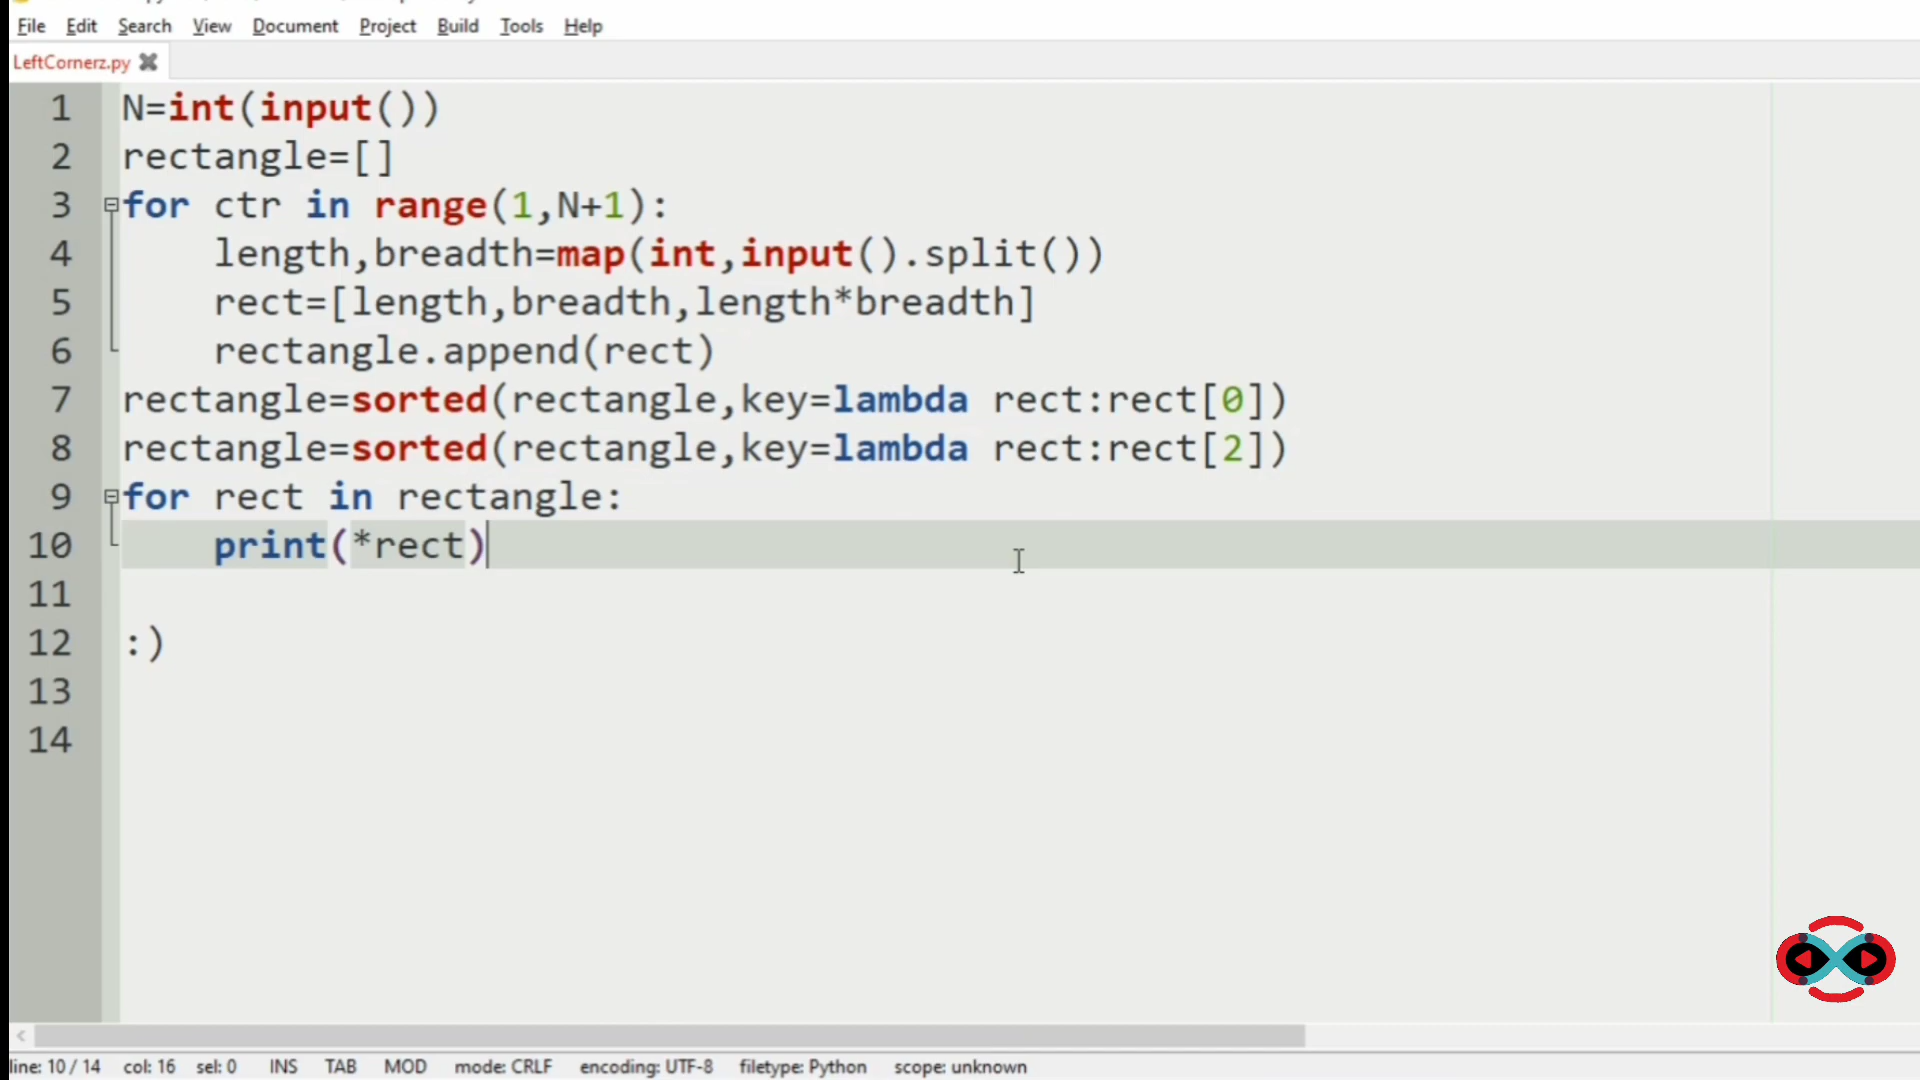 File Edit Search View Document Project Build Tools Help
LeftCornerz.py
1 N=int(input())
2 rectangle=[]
3 for ctr in range(1,N+1):
4     length,breadth=map(int,input().split())
5     rect=[length,breadth,length*breadth]
6     rectangle.append(rect)
7 rectangle=sorted(rectangle,key=lambda rect:rect[0])
8 rectangle=sorted(rectangle,key=lambda rect:rect[2])
9 for rect in rectangle:
10     print(*rect)
11
12 :)
13
14
line: 10 / 14 col: 16 sel: 0 INS TAB MOD mode: CRLF encoding: UTF-8 filetype: Python scope: unknown